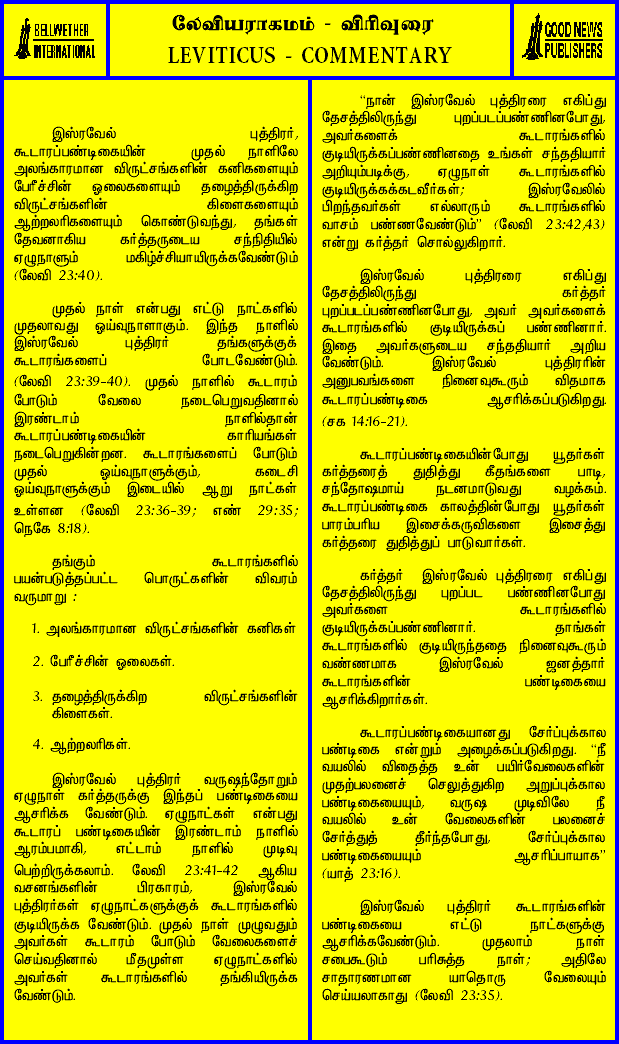 BELLWETHER
INTERNATIONAL
லேவியராகமம் - விரிவுரை
LEVITICUS - COMMENTARY
GOOD NEWS
PUBLISHERS
இஸ்ரவேல் புத்திரர்,
கூடாரப்பண்டிகையின் முதல் நாளிலே
அலங்காரமான விருட்சங்களின் கனிகளையும்
பேரீச்சின் ஓலைகளையும் தழைத்திருக்கிற
விருட்சங்களின் கிளைகளையும்
ஆற்றலரிகளையும் கொண்டுவந்து, தங்கள்
தேவனாகிய கர்த்தருடைய சந்நிதியில்
ஏழுநாளும் மகிழ்ச்சியாயிருக்கவேண்டும்
(லேவி 23:40).
முதல் நாள் என்பது எட்டு நாட்களில்
முதலாவது ஓய்வுநாளாகும். இந்த நாளில்
இஸ்ரவேல் புத்திரர் தங்களுக்குக்
கூடாரங்களைப் போடவேண்டும்.
(லேவி 23:39-40). முதல் நாளில் கூடாரம்
போடும் வேலை நடைபெறுவதினால்
இரண்டாம் நாளில்தான்
கூடாரப்பண்டிகையின் காரியங்கள்
நடைபெறுகின்றன. கூடாரங்களைப் போடும்
முதல் ஒய்வுநாளுக்கும், கடைசி
ஓய்வுநாளுக்கும் இடையில் ஆறு நாட்கள்
உள்ளன (லேவி 23:36-39; எண் 29:35;
நெகே 8:18).
தங்கும் கூடாரங்களில்
பயன்படுத்தப்பட்ட பொருட்களின் விவரம்
வருமாறு :
1. அலங்காரமான விருட்சங்களின் கனிகள்
2. பேரீச்சின் ஓலைகள்.
3. தழைத்திருக்கிற விருட்சங்களின்
கிளைகள்.
4. ஆற்றலரிகள்.
இஸ்ரவேல் புத்திரர் வருஷந்தோறும்
ஏழுநாள் கர்த்தருக்கு இந்தப் பண்டிகையை
ஆசரிக்க வேண்டும். ஏழுநாட்கள் என்பது
கூடாரப் பண்டிகையின் இரண்டாம் நாளில்
ஆரம்பமாகி, எட்டாம் நாளில் முடிவு
பெற்றிருக்கலாம். லேவி 23:41-42 ஆகிய
வசனங்களின் பிரகாரம், இஸ்ரவேல்
புத்திரர்கள் ஏழுநாட்களுக்குக் கூடாரங்களில்
குடியிருக்க வேண்டும். முதல் நாள் முழுவதும்
அவர்கள் கூடாரம் போடும் வேலைகளைச்
செய்வதினால் மீதமுள்ள ஏழுநாட்களில்
அவர்கள் கூடாரங்களில் தங்கியிருக்க
வேண்டும்.
“நான் இஸ்ரவேல் புத்திரரை எகிப்து
தேசத்திலிருந்து புறப்படப்பண்ணினபோது,
அவர்களைக் கூடாரங்களில்
குடியிருக்கப்பண்ணினதை உங்கள் சந்ததியார்
அறியும்படிக்கு, ஏழுநாள் கூடாரங்களில்
குடியிருக்கக்கடவீர்கள்; இஸ்ரவேலில்
பிறந்தவர்கள் எல்லாரும் கூடாரங்களில்
வாசம் பண்ணவேண்டும்” (லேவி 23:42,43)
என்று கர்த்தர் சொல்லுகிறார்.
இஸ்ரவேல் புத்திரரை எகிப்து
தேசத்திலிருந்து கர்த்தர்
புறப்படப்பண்ணினபோது, அவர் அவர்களைக்
கூடாரங்களில் குடியிருக்கப் பண்ணினார்.
இதை அவர்களுடைய சந்ததியார் அறிய
வேண்டும். இஸ்ரவேல் புத்திரரின்
அனுபவங்களை நினைவுகூரும் விதமாக
கூடாரப்பண்டிகை ஆசரிக்கப்படுகிறது.
(சக 14:16-21).
கூடாரப்பண்டிகையின்போது யூதர்கள்
கர்த்தரைத் துதித்து கீதங்களை பாடி,
சந்தோஷமாய் நடனமாடுவது வழக்கம்.
கூடாரப்பண்டிகை காலத்தின்போது யூதர்கள்
பாரம்பரிய இசைக்கருவிகளை இசைத்து
கர்த்தரை துதித்துப் பாடுவார்கள்.
கர்த்தர் இஸ்ரவேல் புத்திரரை எகிப்து
தேசத்திலிருந்து புறப்பட பண்ணினபோது
அவர்களை கூடாரங்களில்
குடியிருக்கப்பண்ணினார். தாங்கள்
கூடாரங்களில் குடியிருந்ததை நினைவுகூரும்
வண்ணமாக இஸ்ரவேல் ஜனத்தார்
கூடாரங்களின் பண்டிகையை
ஆசரிக்கிறார்கள்.
கூடாரப்பண்டிகையானது சேர்ப்புக்கால
பண்டிகை என்றும் அழைக்கப்படுகிறது. “நீ
வயலில் விதைத்த உன் பயிர்வேலைகளின்
முதற்பலனைச் செலுத்துகிற அறுப்புக்கால
பண்டிகையையும், வருஷ முடிவிலே நீ
வயலில் உன் வேலைகளின் பலனைச்
சேர்த்துத் தீர்ந்தபோது, சேர்ப்புக்கால
பண்டிகையையும் ஆசரிப்பாயாக”
(யாத் 23:16).
இஸ்ரவேல் புத்திரர் கூடாரங்களின்
பண்டிகையை எட்டு நாட்களுக்கு
ஆசரிக்கவேண்டும். முதலாம் நாள்
சபைகூடும் பரிசுத்த நாள்; அதிலே
சாதாரணமான யாதொரு வேலையும்
செய்யலாகாது (லேவி 23:35).